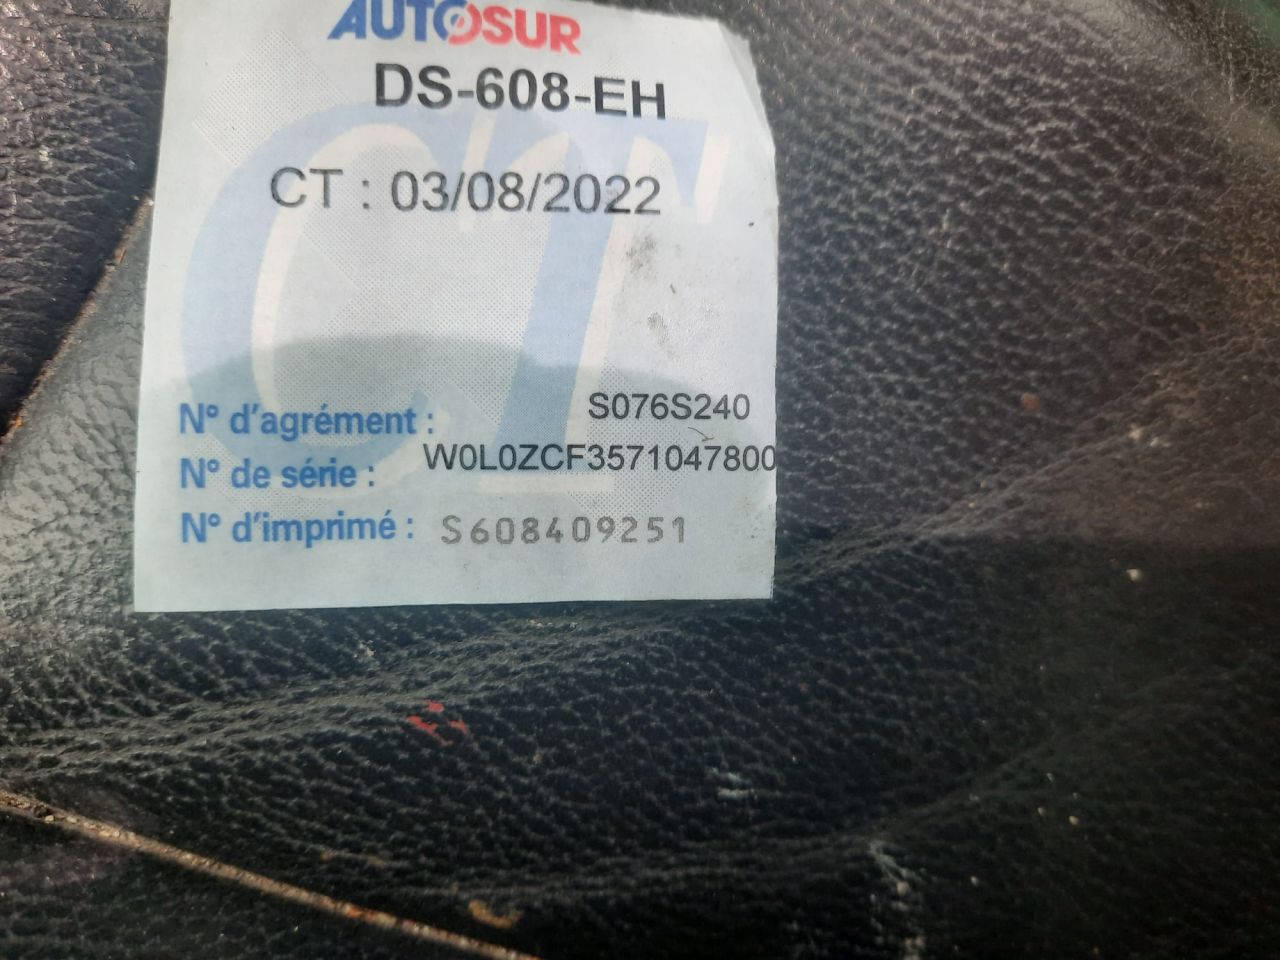 AUTOSUR
DS-608-EH
CT : 03/08/2022
N° d'agrément : S076S240
N° de série : W0L0ZCF3571047800
N° d'imprimé : S608409251